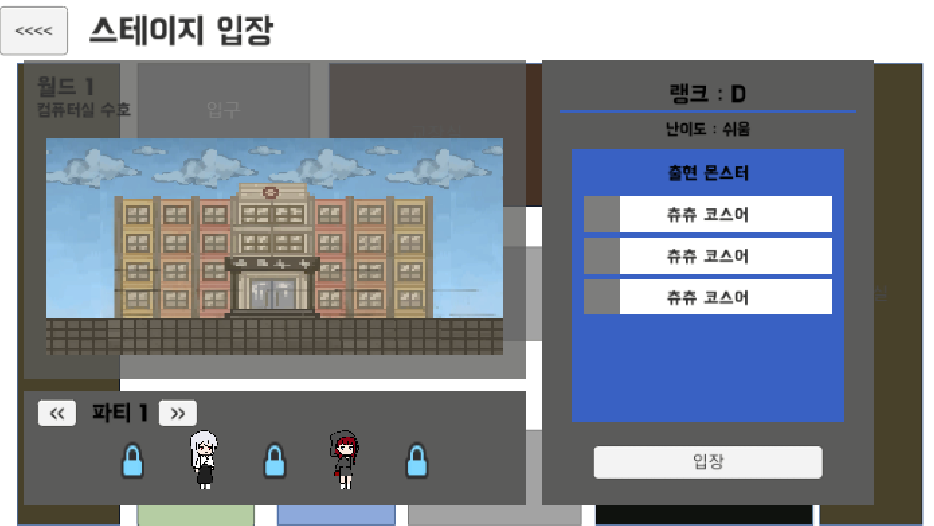 <<<<
스테이지 입장
월드 1
컴퓨터실 수호
입구
랭크 : D
난이도 : 쉬움
출현 몬스터
츄츄 코스어
츄츄 코스어
츄츄 코스어
<<
파티 1
>>
입장